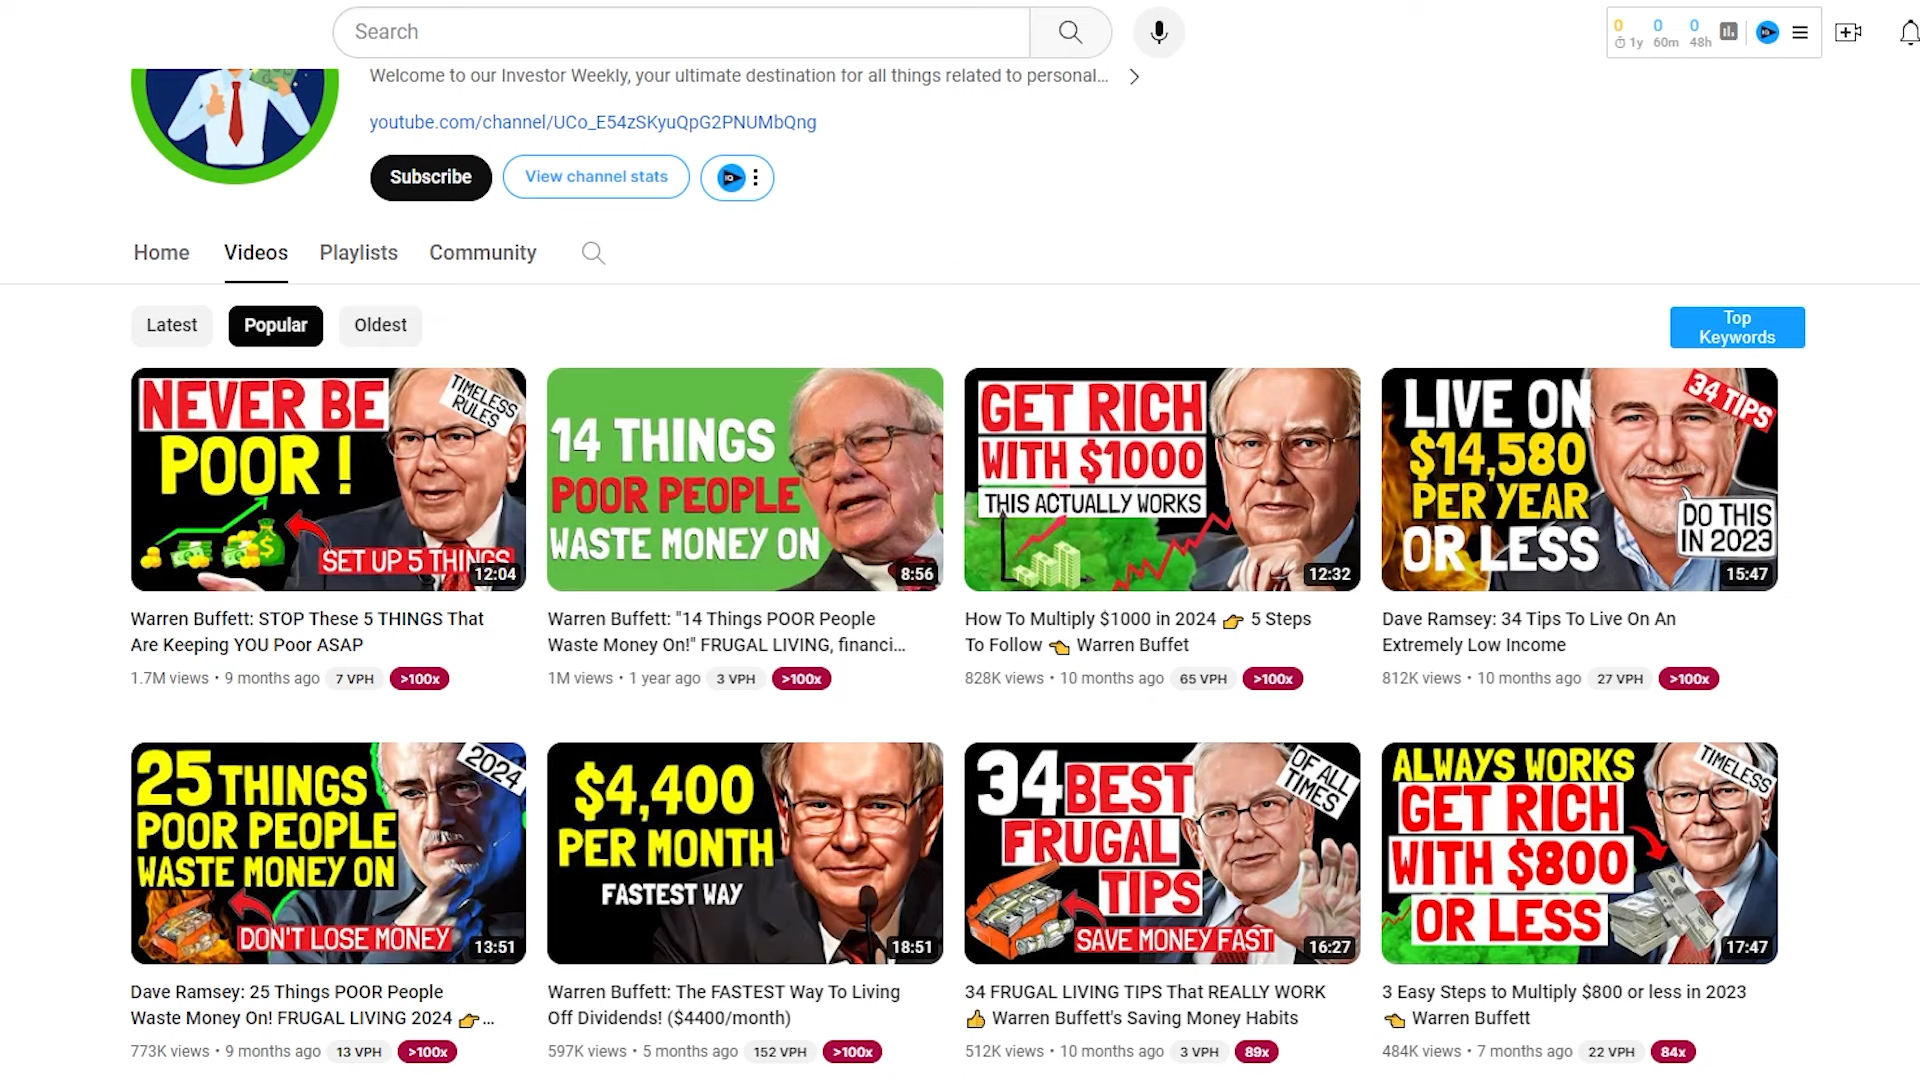 Search
0 0 0
1y 60m 48h
Welcome to our Investor Weekly, your ultimate destination for all things related to personal...
youtube.com/channel/UCo_E54zSKyuQpG2PNUMbQng
Subscribe
View channel stats
IQ
Home Videos Playlists Community
Latest Popular Oldest
Top
Keywords
NEVER BE
POOR !
TIMELESS
RULES
SET UP 5 THINGS
12:04
14 THINGS
POOR PEOPLE
WASTE MONEY ON
8:56
GET RICH
WITH $1000
THIS ACTUALLY WORKS
12:32
LIVE ON
$14,580
PER YEAR
OR LESS
34 TIPS
DO THIS
IN 2023
15:47
Warren Buffett: STOP These 5 THINGS That
Are Keeping YOU Poor ASAP
1.7M views • 9 months ago 7 VPH >100x
Warren Buffett: "14 Things POOR People
Waste Money On!" FRUGAL LIVING, financi...
1M views • 1 year ago 3 VPH >100x
How To Multiply $1000 in 2024 👉 5 Steps
To Follow 👈 Warren Buffet
828K views • 10 months ago 65 VPH >100x
Dave Ramsey: 34 Tips To Live On An
Extremely Low Income
812K views • 10 months ago 27 VPH >100x
25 THINGS
POOR PEOPLE
WASTE MONEY ON
2024
DON'T LOSE MONEY
13:51
$4,400
PER MONTH
FASTEST WAY
18:51
34 BEST
FRUGAL
TIPS
OF ALL
TIMES
SAVE MONEY FAST
16:27
ALWAYS WORKS
GET RICH
WITH $800
OR LESS
TIMELESS
17:47
Dave Ramsey: 25 Things POOR People
Waste Money On! FRUGAL LIVING 2024 👉...
773K views • 9 months ago 13 VPH >100x
Warren Buffett: The FASTEST Way To Living
Off Dividends! ($4400/month)
597K views • 5 months ago 152 VPH >100x
34 FRUGAL LIVING TIPS That REALLY WORK
👍 Warren Buffett's Saving Money Habits
512K views • 10 months ago 3 VPH 89x
3 Easy Steps to Multiply $800 or less in 2023
👈 Warren Buffett
484K views • 7 months ago 22 VPH 84x